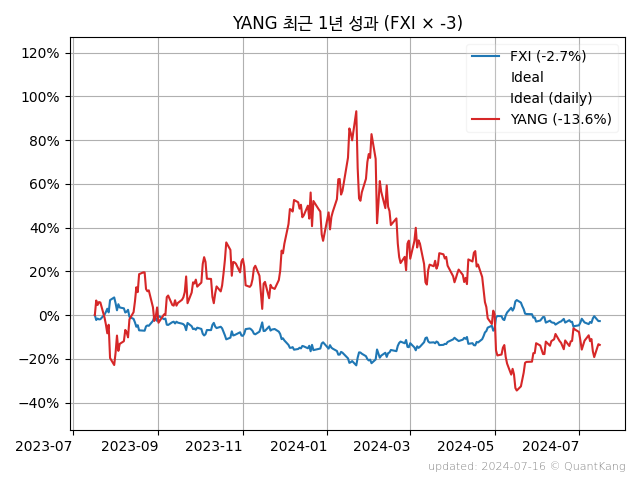 YANG 최근 1년 성과 (FXI × -3)
120%
100%
80%
60%
40%
20%
0%
−20%
−40%
FXI (-2.7%)
Ideal
Ideal (daily)
YANG (-13.6%)
2023-07 2023-09 2023-11 2024-01 2024-03 2024-05 2024-07
updated: 2024-07-16 © QuantKang